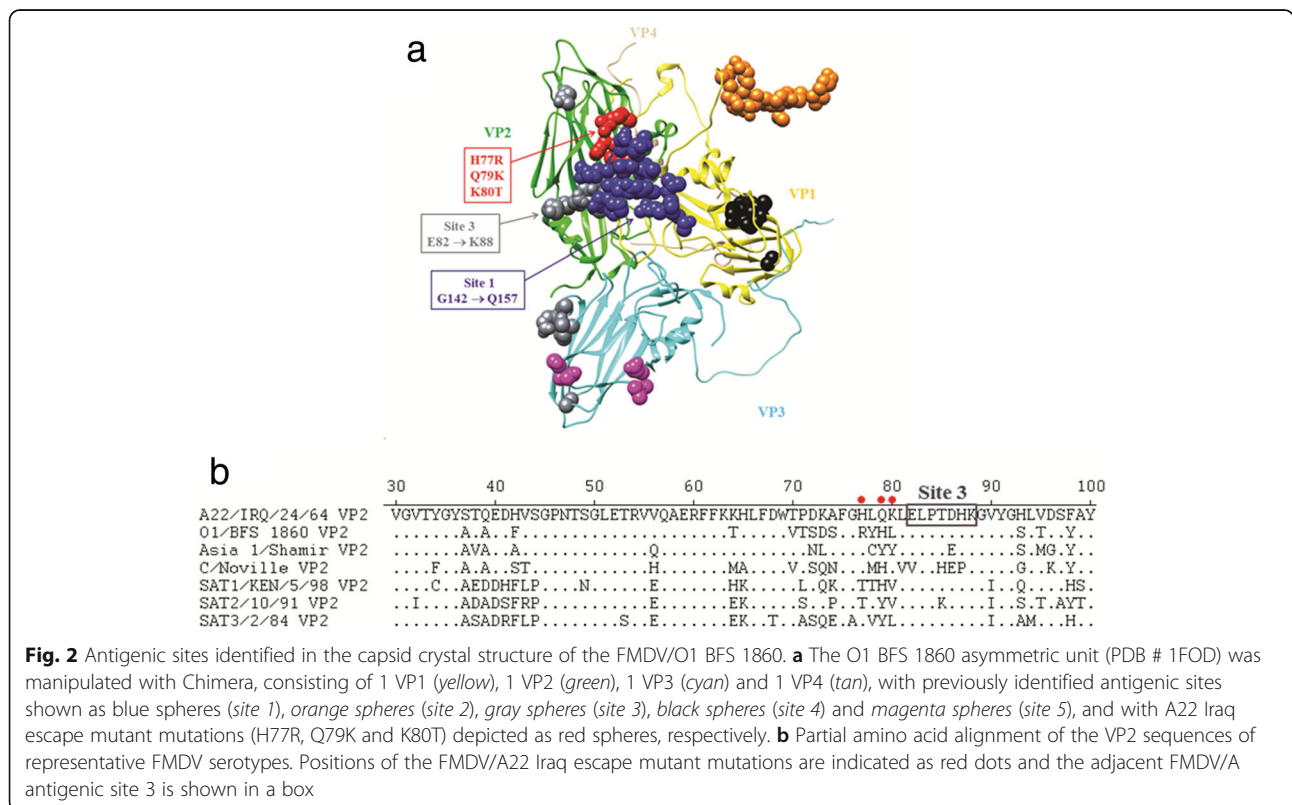 a
VP4
VP2
H77R
Q79K
K80T
VP1
Site 3
E82 → K88
Site 1
G142 → Q157
VP3
b
30 40 50 60 70 80 Site 3 90 100
A22/IRQ/24/64 VP2 VGVTYGYSTQEDHVSGPNTSGLETRVVQAERFFKKHLFDWTPDKAFGHLQKLELPTDHKGVYGHLVDSFAY
O1/BFS 1860 VP2 .......A.A..F.....................T.....VTSDS..RYHL............S.T..Y..
Asia 1/Shamir VP2 .......AVA..A.............Q..............NL....CYY....E........S.MG.Y..
C/Noville VP2 ....F..A.A..ST............H.......MA....V.SQN...MH.VV..HEP.....G..K.Y..
SAT1/KEN/5/98 VP2 ....C..AEDDHFLP...N......E.......HK.....L.QK..TTHV.........I..Q....HS.
SAT2/10/91 VP2 ..I....ADADSFRP..........E.......EK.....S..P..T.YV....K....I..S.T.AYT.
SAT3/2/84 VP2 .......ASADRFLP.......S..E.......EK...T..ASQE.A.VYL.........I..AM...H..
Fig. 2 Antigenic sites identified in the capsid crystal structure of the FMDV/O1 BFS 1860. a The O1 BFS 1860 asymmetric unit (PDB # 1FOD) was
manipulated with Chimera, consisting of 1 VP1 (yellow), 1 VP2 (green), 1 VP3 (cyan) and 1 VP4 (tan), with previously identified antigenic sites
shown as blue spheres (site 1), orange spheres (site 2), gray spheres (site 3), black spheres (site 4) and magenta spheres (site 5), and with A22 Iraq
escape mutant mutations (H77R, Q79K and K80T) depicted as red spheres, respectively. b Partial amino acid alignment of the VP2 sequences of
representative FMDV serotypes. Positions of the FMDV/A22 Iraq escape mutant mutations are indicated as red dots and the adjacent FMDV/A
antigenic site 3 is shown in a box